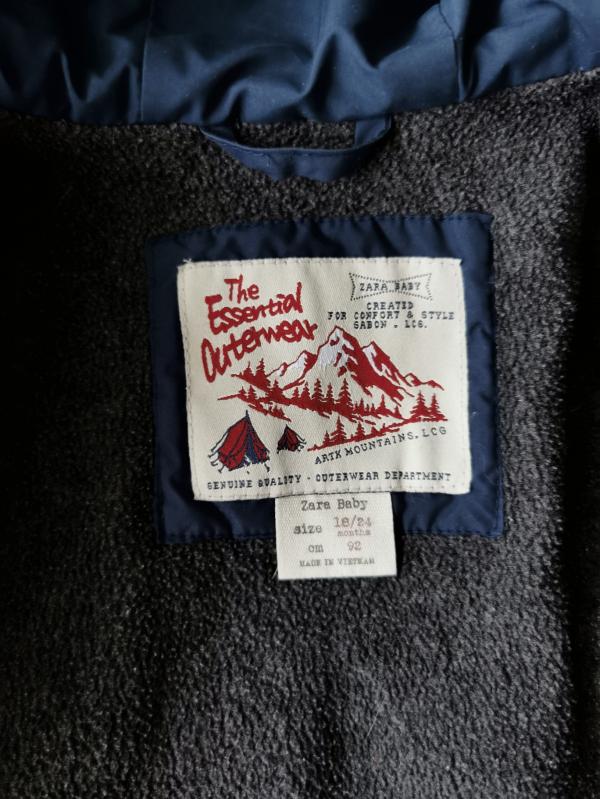 The
Essential
Outerwear
ZARA BABY
CREATED
FOR CONFORT & STYLE
SABON . LCG.
ARTK MOUNTAINS. LCG
GENUINE QUALITY · OUTERWEAR DEPARTMENT
Zara Baby
size 18/24
months
cm 92
MADE IN VIETNAM